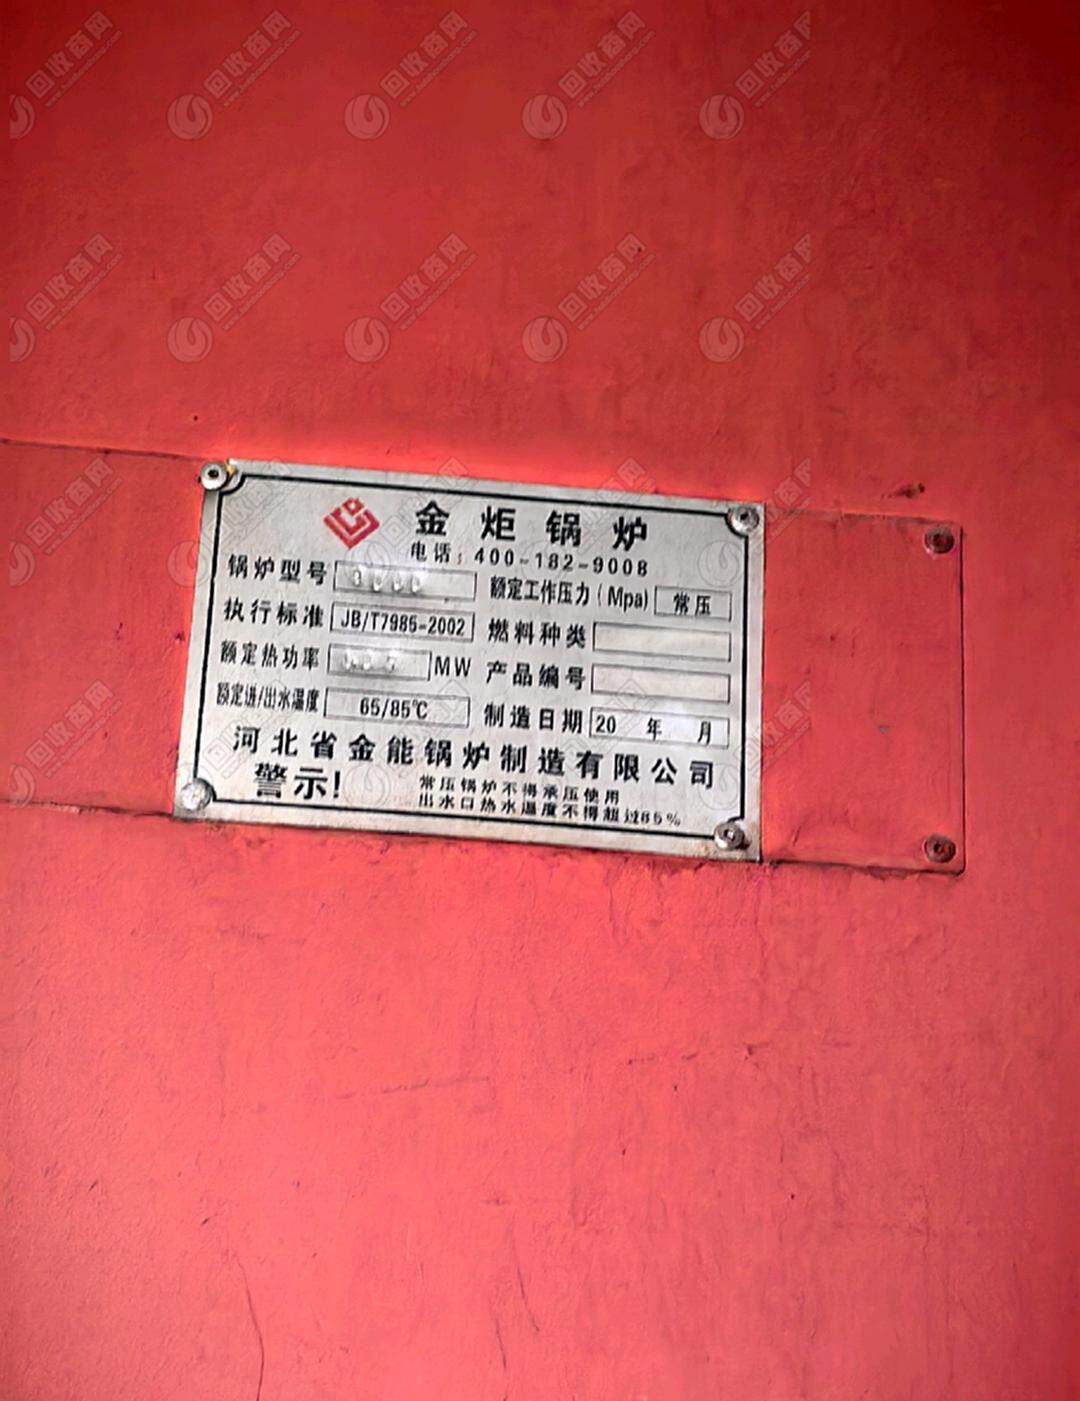 金炬锅炉
电话：400-182-9008
锅炉型号 额定工作压力（Mpa） 常压
执行标准 JB/T7985-2002 燃料种类
额定热功率 MW 产品编号
额定进/出水温度 65/85℃ 制造日期 20 年 月
河北省金能锅炉制造有限公司
警示！ 常压锅炉不得承压使用
出水口热水温度不得超过85%
回收商网